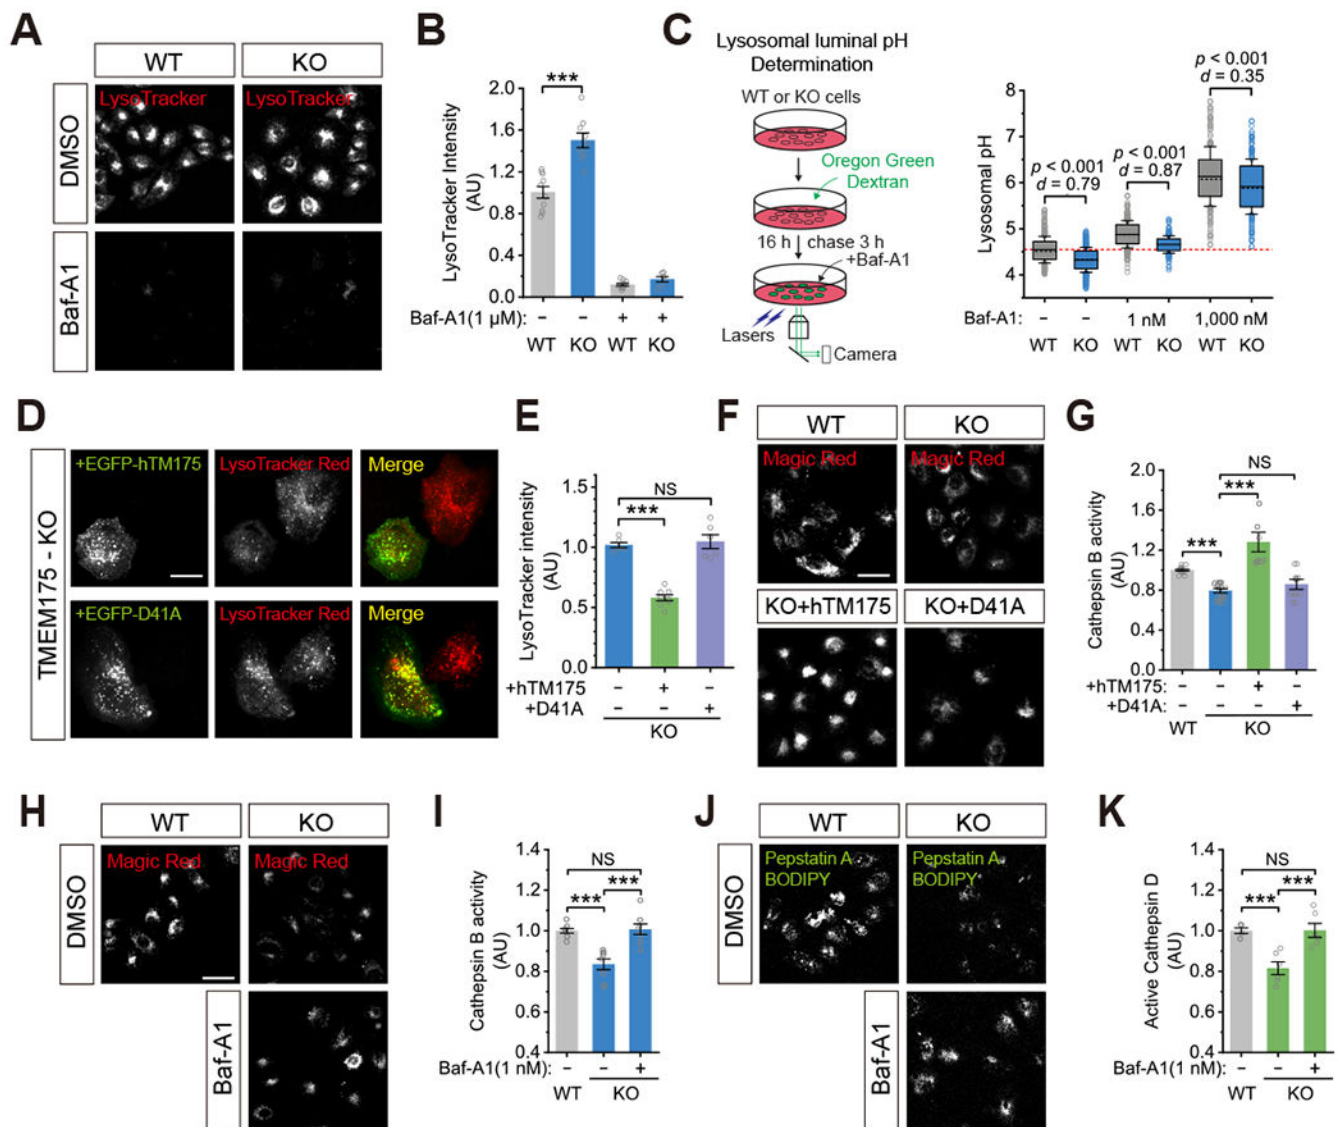 A
WT
KO
DMSO
LysoTracker
LysoTracker
Baf-A1
B
LysoTracker Intensity
(AU)
2.0
1.6
1.2
0.8
0.4
0.0
***
Baf-A1(1 μM): – – + +
WT KO WT KO
C
Lysosomal luminal pH
Determination
WT or KO cells
Oregon Green
Dextran
16 h chase 3 h
+Baf-A1
Lasers
Camera
Lysosomal pH
8
7
6
5
4
p < 0.001
d = 0.79
p < 0.001
d = 0.87
p < 0.001
d = 0.35
Baf-A1: – – 1 nM 1,000 nM
WT KO WT KO WT KO
D
TMEM175 - KO
+EGFP-hTM175
LysoTracker Red
Merge
+EGFP-D41A
LysoTracker Red
Merge
E
LysoTracker intensity
(AU)
1.5
1.0
0.5
0.0
NS
***
+hTM175 – + –
+D41A – – +
KO
F
WT
KO
Magic Red
Magic Red
KO+hTM175
KO+D41A
G
Cathepsin B activity
(AU)
2.0
1.6
1.2
0.8
0.4
0.0
NS
***
***
+hTM175: – – + –
+D41A: – – – +
WT KO
H
WT
KO
DMSO
Magic Red
Magic Red
Baf-A1
I
Cathepsin B activity
(AU)
1.4
1.2
1.0
0.8
0.6
0.4
NS
*** ***
Baf-A1(1 nM): – – +
WT KO
J
WT
KO
DMSO
Pepstatin A
BODIPY
Pepstatin A
BODIPY
Baf-A1
K
Active Cathepsin D
(AU)
1.4
1.2
1.0
0.8
0.6
0.4
NS
*** ***
Baf-A1(1 nM): – – +
WT KO